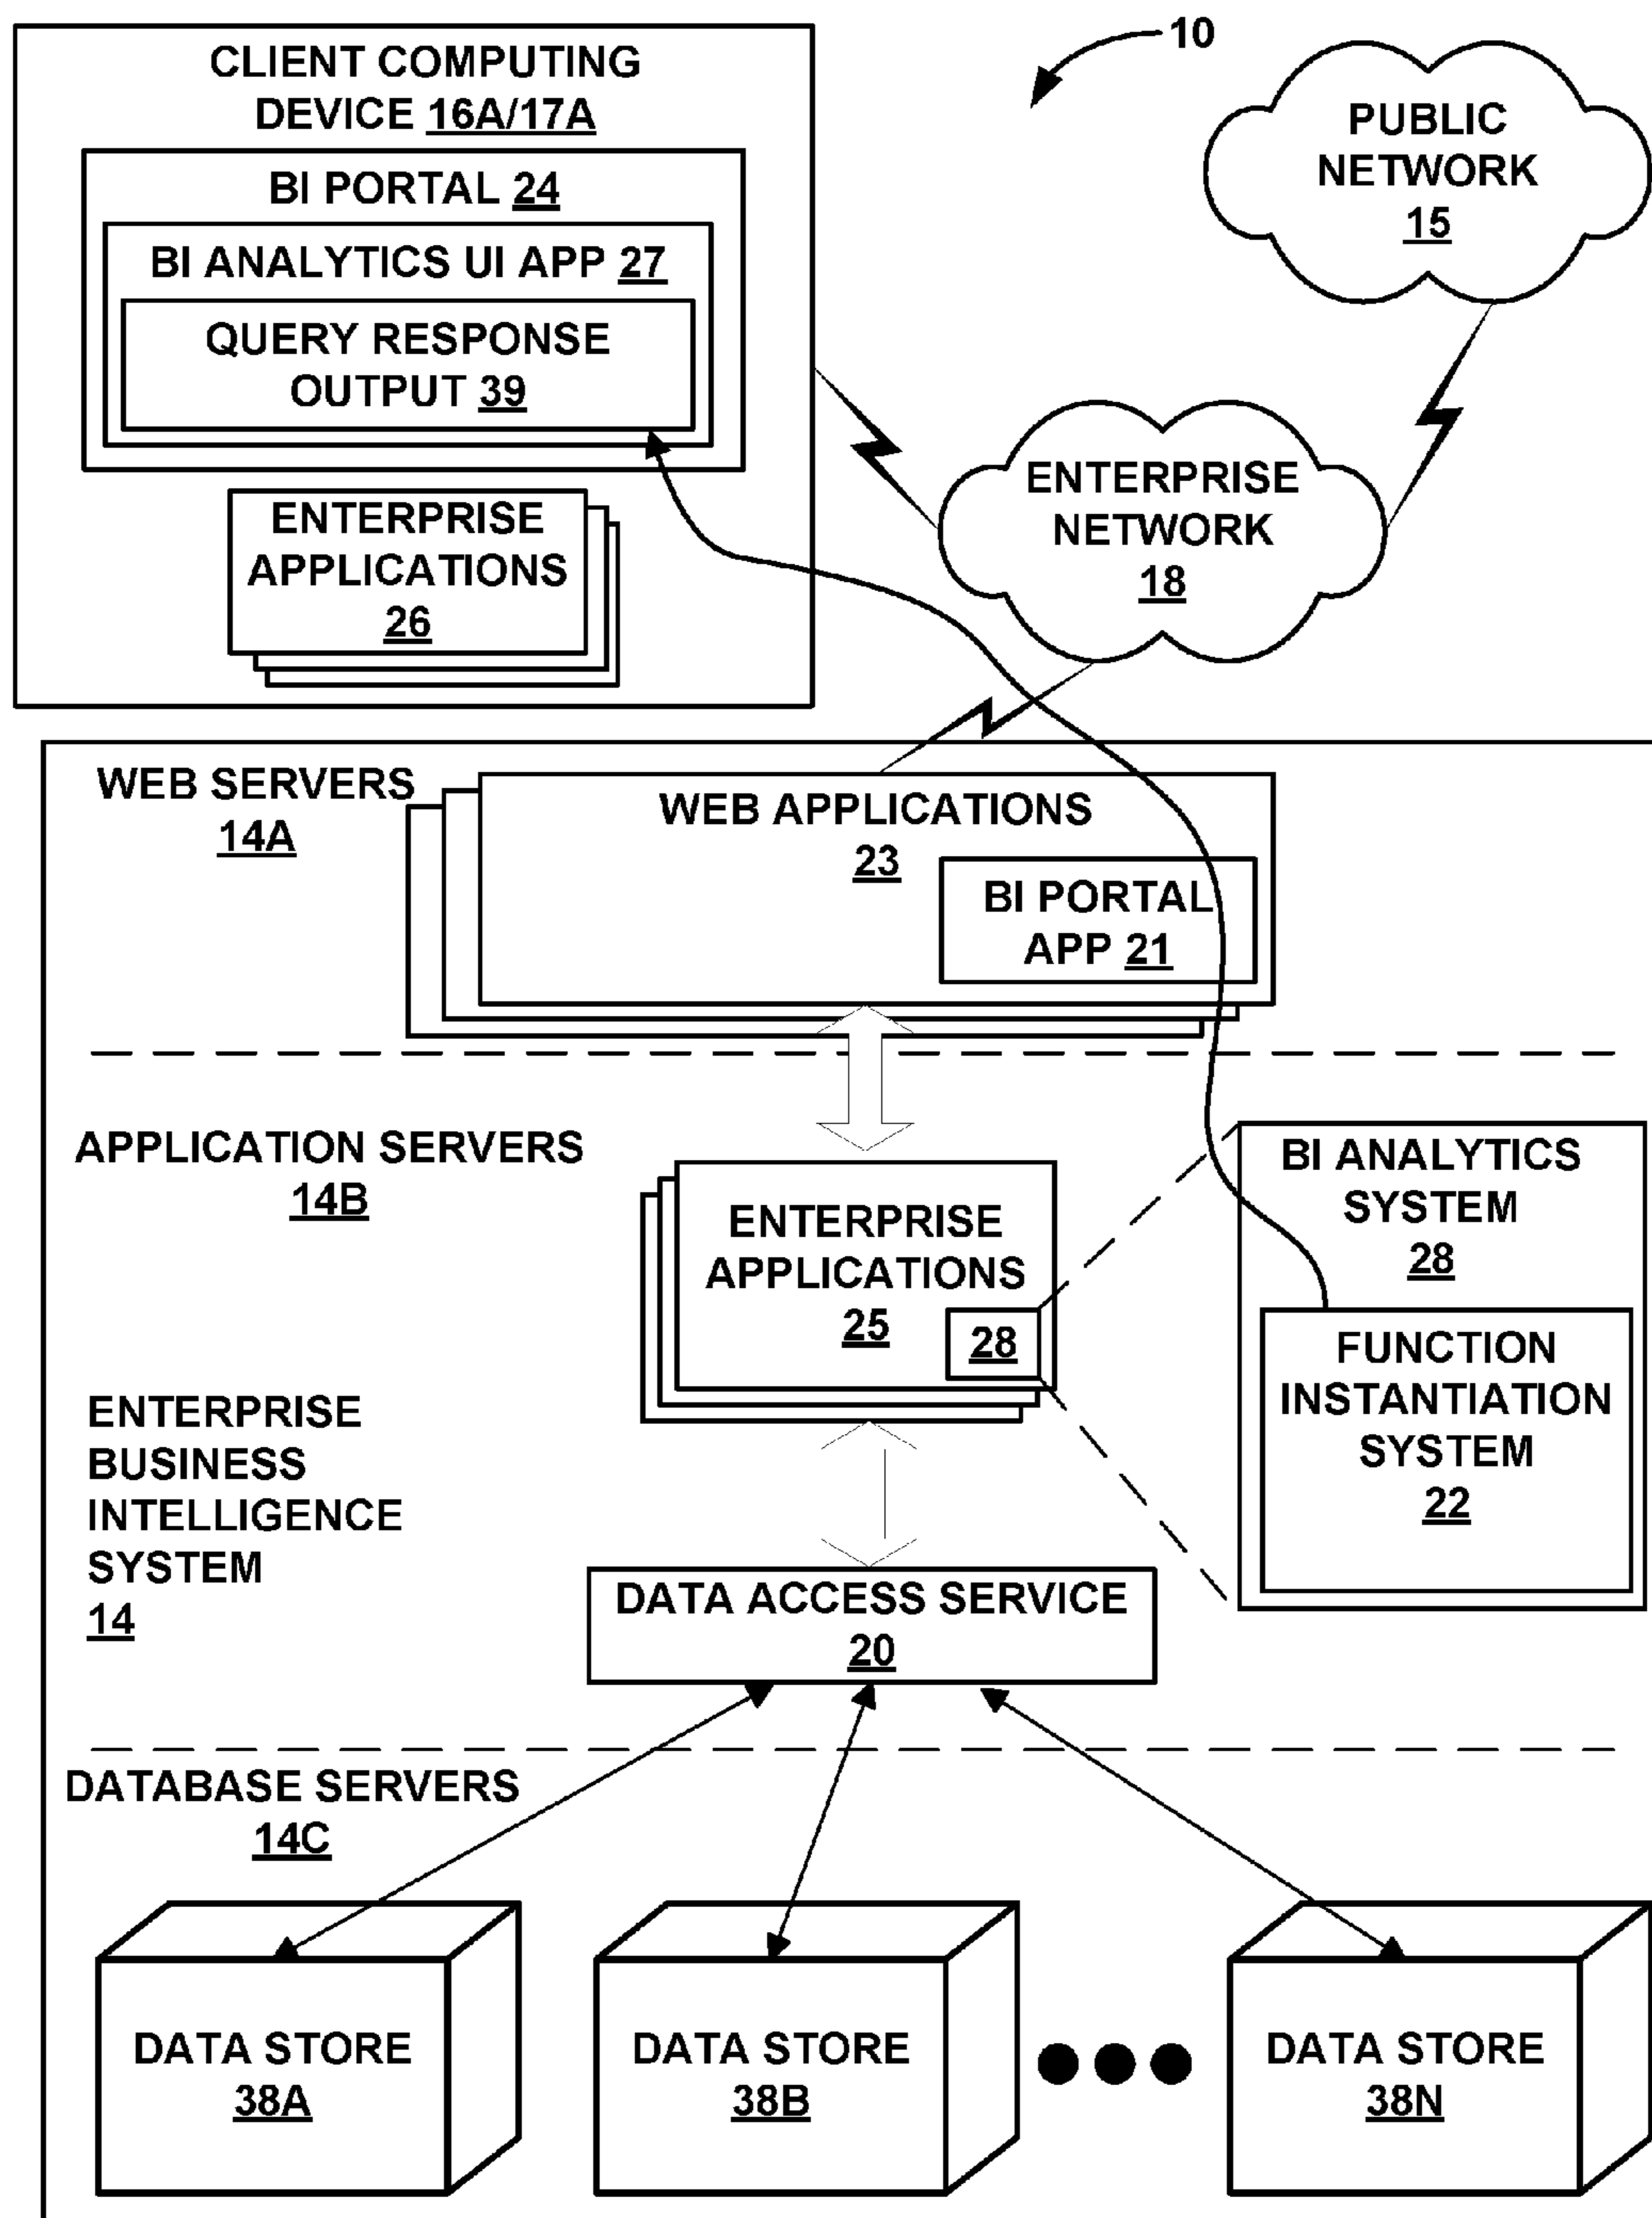 CLIENT COMPUTING
DEVICE 16A/17A
BI PORTAL 24
BI ANALYTICS UI APP 27
QUERY RESPONSE
OUTPUT 39
ENTERPRISE
APPLICATIONS
26
10
PUBLIC
NETWORK
15
ENTERPRISE
NETWORK
18
WEB SERVERS
14A
WEB APPLICATIONS
23
BI PORTAL
APP 21
APPLICATION SERVERS
14B
ENTERPRISE
APPLICATIONS
25
28
BI ANALYTICS
SYSTEM
28
FUNCTION
INSTANTIATION
SYSTEM
22
ENTERPRISE
BUSINESS
INTELLIGENCE
SYSTEM
14
DATA ACCESS SERVICE
20
DATABASE SERVERS
14C
DATA STORE
38A
DATA STORE
38B
DATA STORE
38N